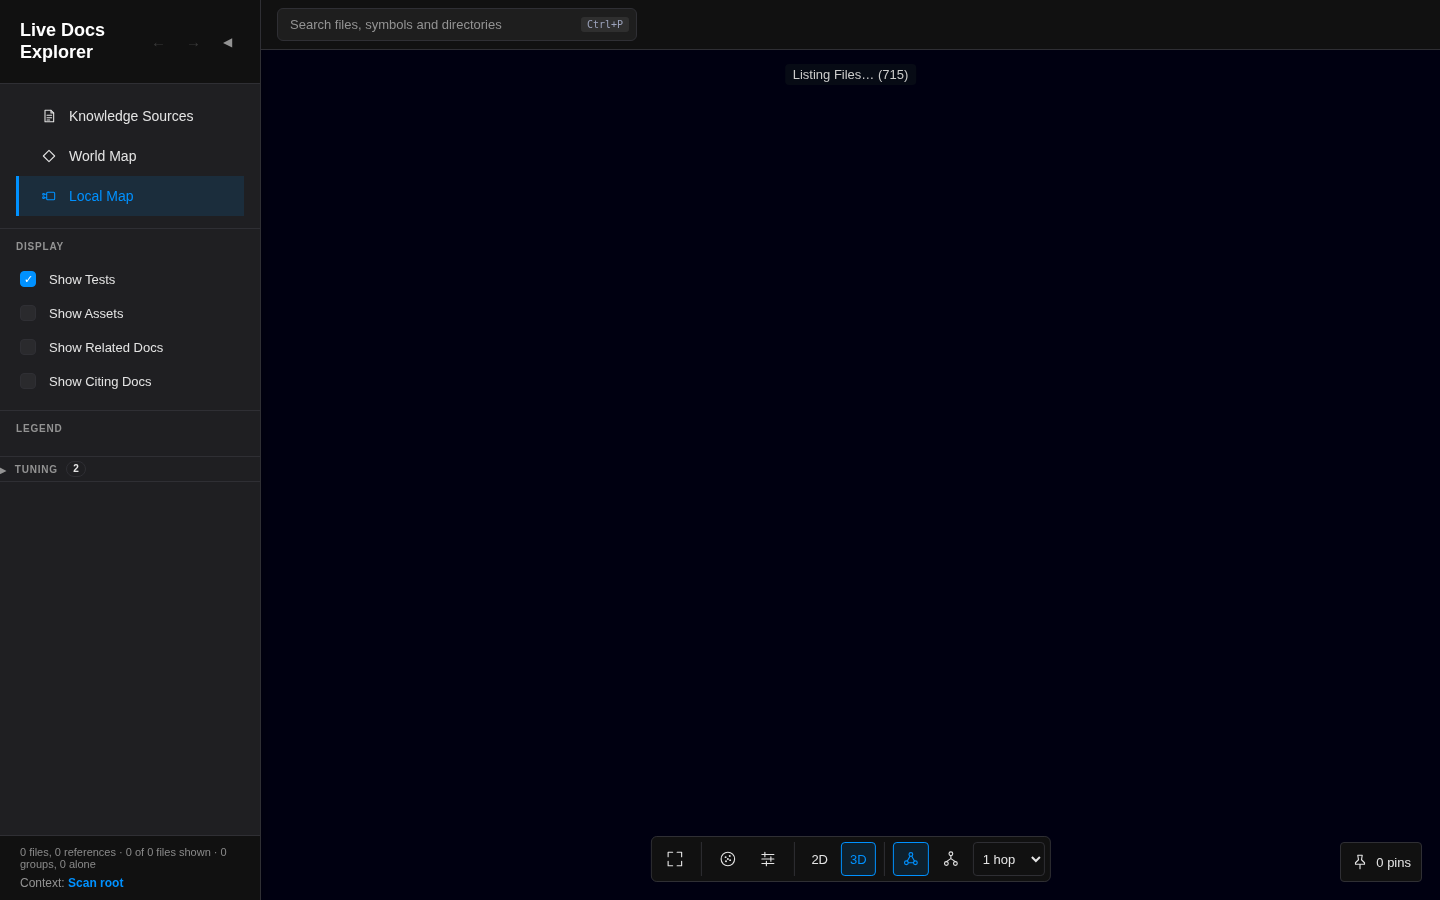 Live Docs
Explorer
← → ◀
Search files, symbols and directories Ctrl+P
Listing Files… (715)
Knowledge Sources
World Map
Local Map
DISPLAY
✓ Show Tests
Show Assets
Show Related Docs
Show Citing Docs
LEGEND
▶ TUNING 2
0 files, 0 references · 0 of 0 files shown · 0
groups, 0 alone
Context: Scan root
2D 3D 1 hop
0 pins